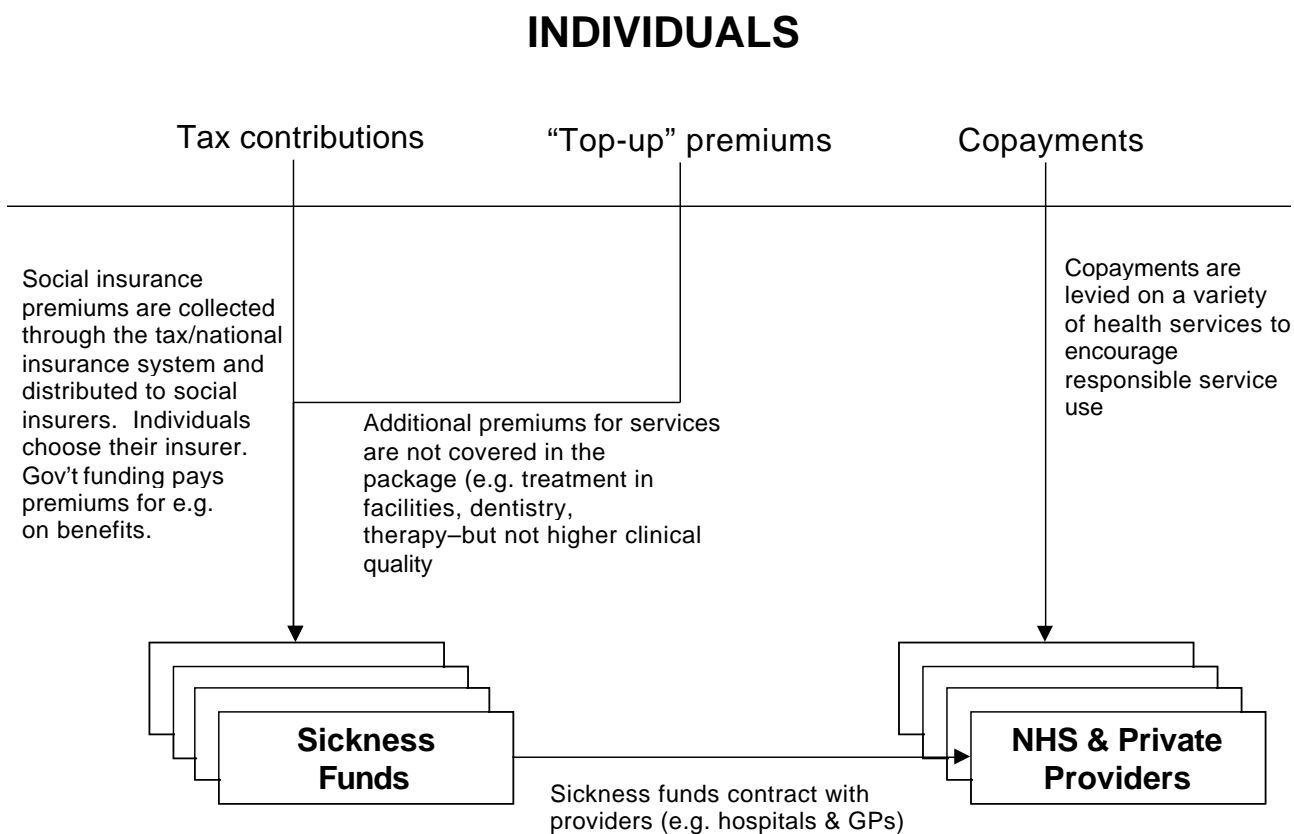 INDIVIDUALS
Tax contributions
“Top-up” premiums
Copayments
Social insurance
premiums are collected
through the tax/national
insurance system and
distributed to social
insurers.  Individuals
choose their insurer.
Gov't funding pays
premiums for e.g.
on benefits.
Additional premiums for services
are not covered in the
package (e.g. treatment in
facilities, dentistry,
therapy–but not higher clinical
quality
Copayments are
levied on a variety
of health services to
encourage
responsible service
use
Sickness
Funds
NHS & Private
Providers
Sickness funds contract with
providers (e.g. hospitals & GPs)